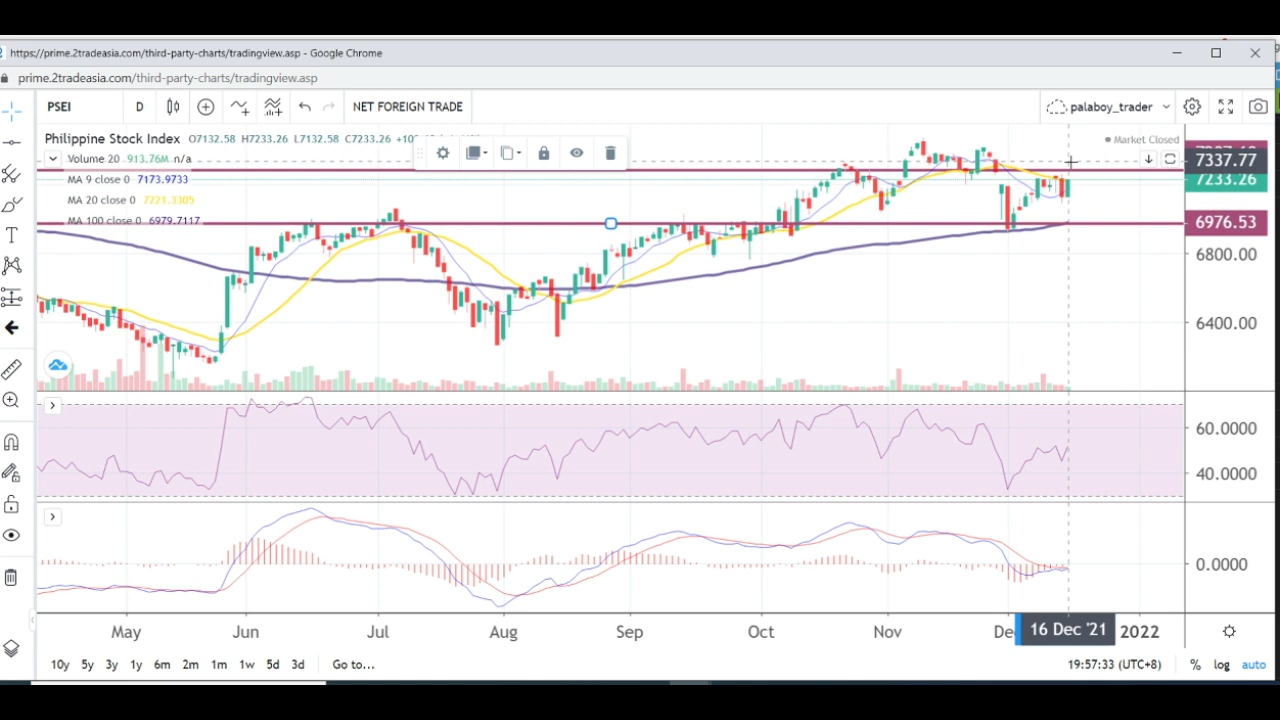 https://prime.2tradeasia.com/third-party-charts/tradingview.asp - Google Chrome
prime.2tradeasia.com/third-party-charts/tradingview.asp
PSEI D NET FOREIGN TRADE palaboy_trader
Philippine Stock Index O7132.58 H7233.26 L7132.58 C7233.26
Market Closed
Volume 20 913.76M n/a
7337.77
MA 9 close 0 7173.9733
7233.26
MA 20 close 0 7221.3305
MA 100 close 0 6979.7117
6976.53
6800.00
6400.00
60.0000
40.0000
0.0000
May Jun Jul Aug Sep Oct Nov 16 Dec '21 2022
10y 5y 3y 1y 6m 2m 1m 1w 5d 3d Go to... 19:57:33 (UTC+8) % log auto